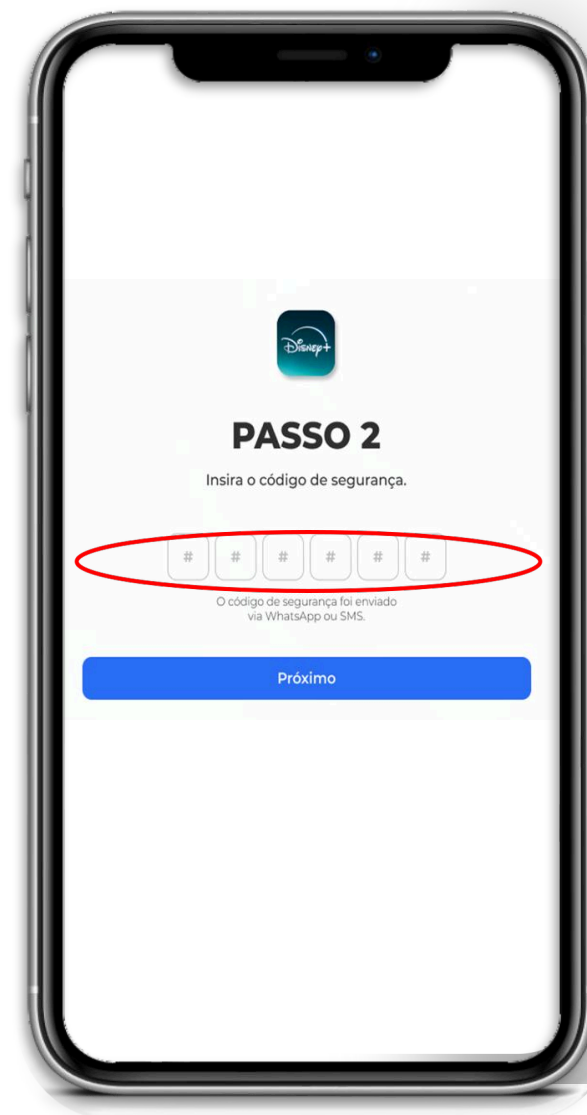 Disney+
PASSO 2
Insira o código de segurança.
# # # # # #
O código de segurança foi enviado
via WhatsApp ou SMS.
Próximo